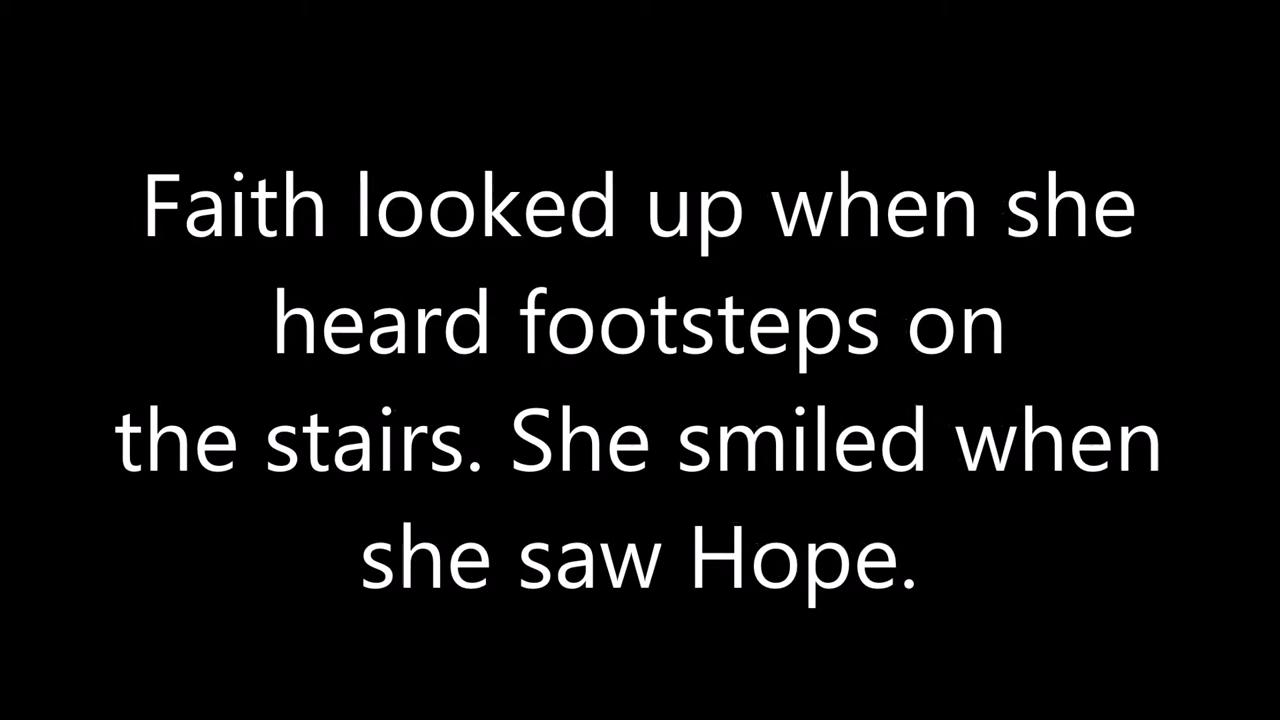 Faith looked up when she
heard footsteps on
the stairs. She smiled when
she saw Hope.